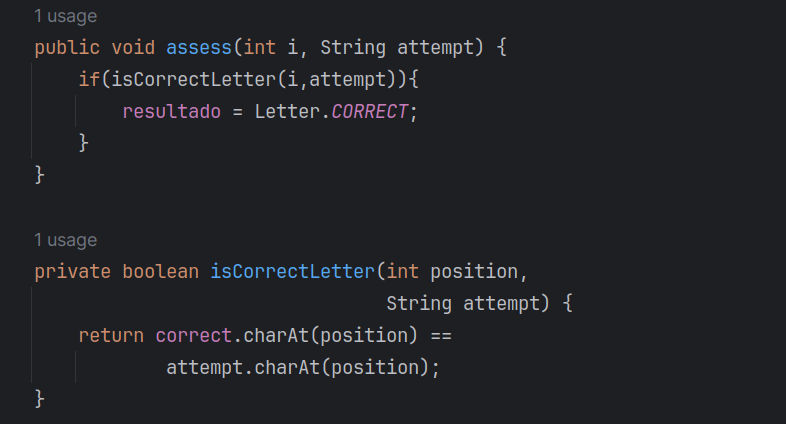 1 usage
public void assess(int i, String attempt) {
    if(isCorrectLetter(i,attempt)){
        resultado = Letter.CORRECT;
    }
}
1 usage
private boolean isCorrectLetter(int position,
                                String attempt) {
    return correct.charAt(position) ==
            attempt.charAt(position);
}